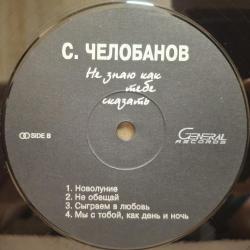 С. ЧЕЛОБАНОВ
Не знаю как
тебе
сказать
SIDE B
GENERAL
RECORDS
1. Новолуние
2. Не обещай
3. Сыграем в любовь
4. Мы с тобой, как день и ночь